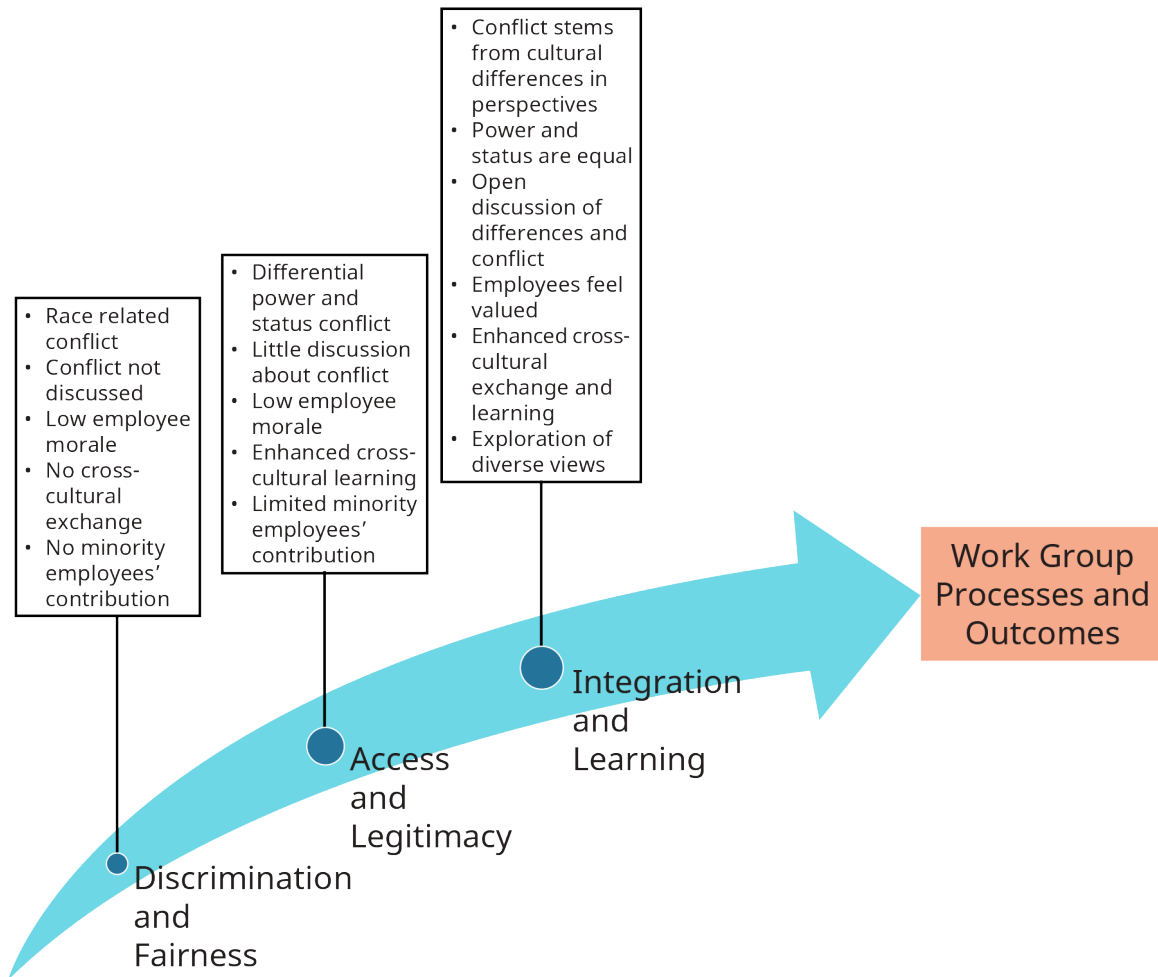 • Conflict stems
from cultural
differences in
perspectives
• Power and
status are equal
• Open
discussion of
differences and
conflict
• Employees feel
valued
• Enhanced cross-
cultural
exchange and
learning
• Exploration of
diverse views
• Differential
power and
status conflict
• Little discussion
about conflict
• Low employee
morale
• Enhanced cross-
cultural learning
• Limited minority
employees’
contribution
• Race related
conflict
• Conflict not
discussed
• Low employee
morale
• No cross-
cultural
exchange
• No minority
employees’
contribution
Work Group
Processes and
Outcomes
Integration
and
Learning
Access
and
Legitimacy
Discrimination
and
Fairness